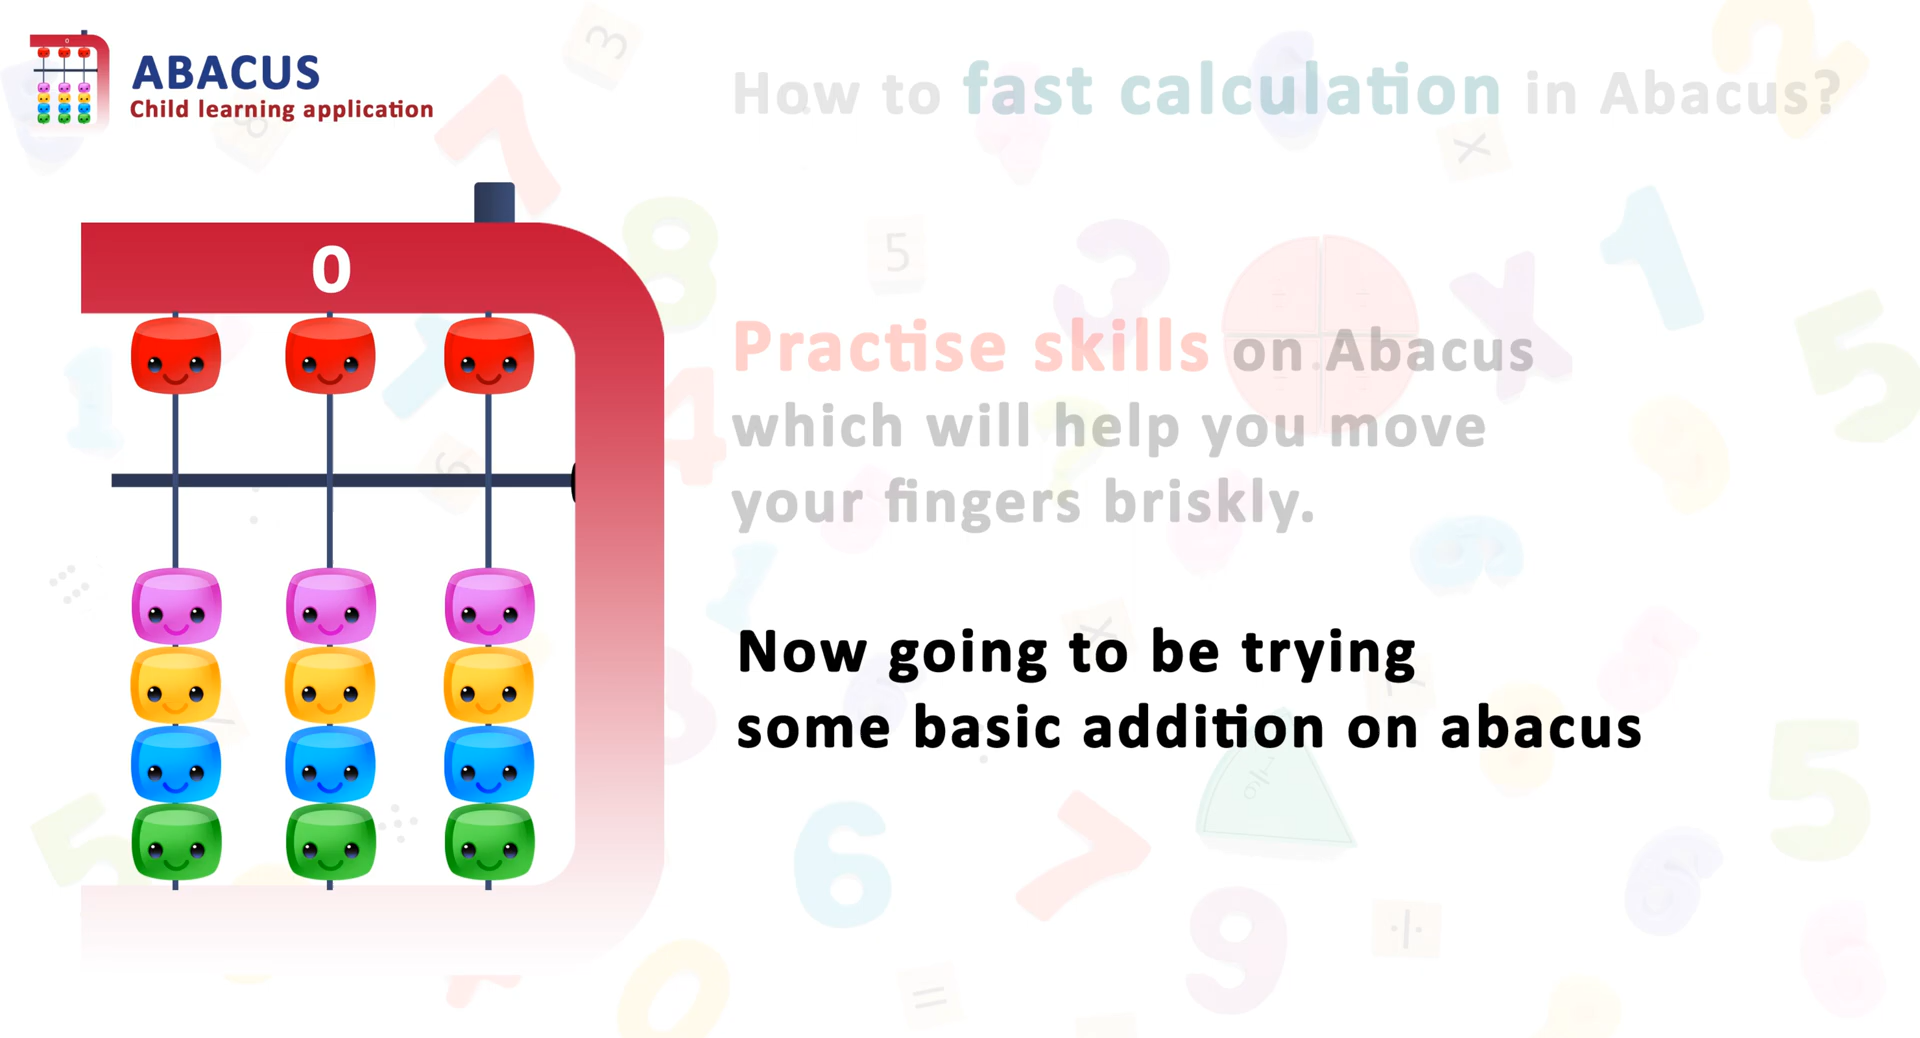 ABACUS
Child learning application
How to fast calculation in Abacus?
0
Practise skills on Abacus
which will help you move
your fingers briskly.
Now going to be trying
some basic addition on abacus